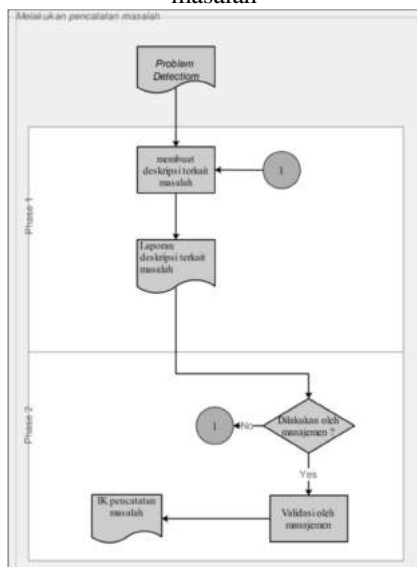 masalah
Melakukan pencatatan masalah
Problem
Detection
Phase 1
membuat
deskripsi terkait
masalah
1
Laporan
deskripsi terkait
masalah
Phase 2
Dilakukan oleh
manajemen ?
No
1
Yes
Validasi oleh
manajemen
IK pencatatan
masalah